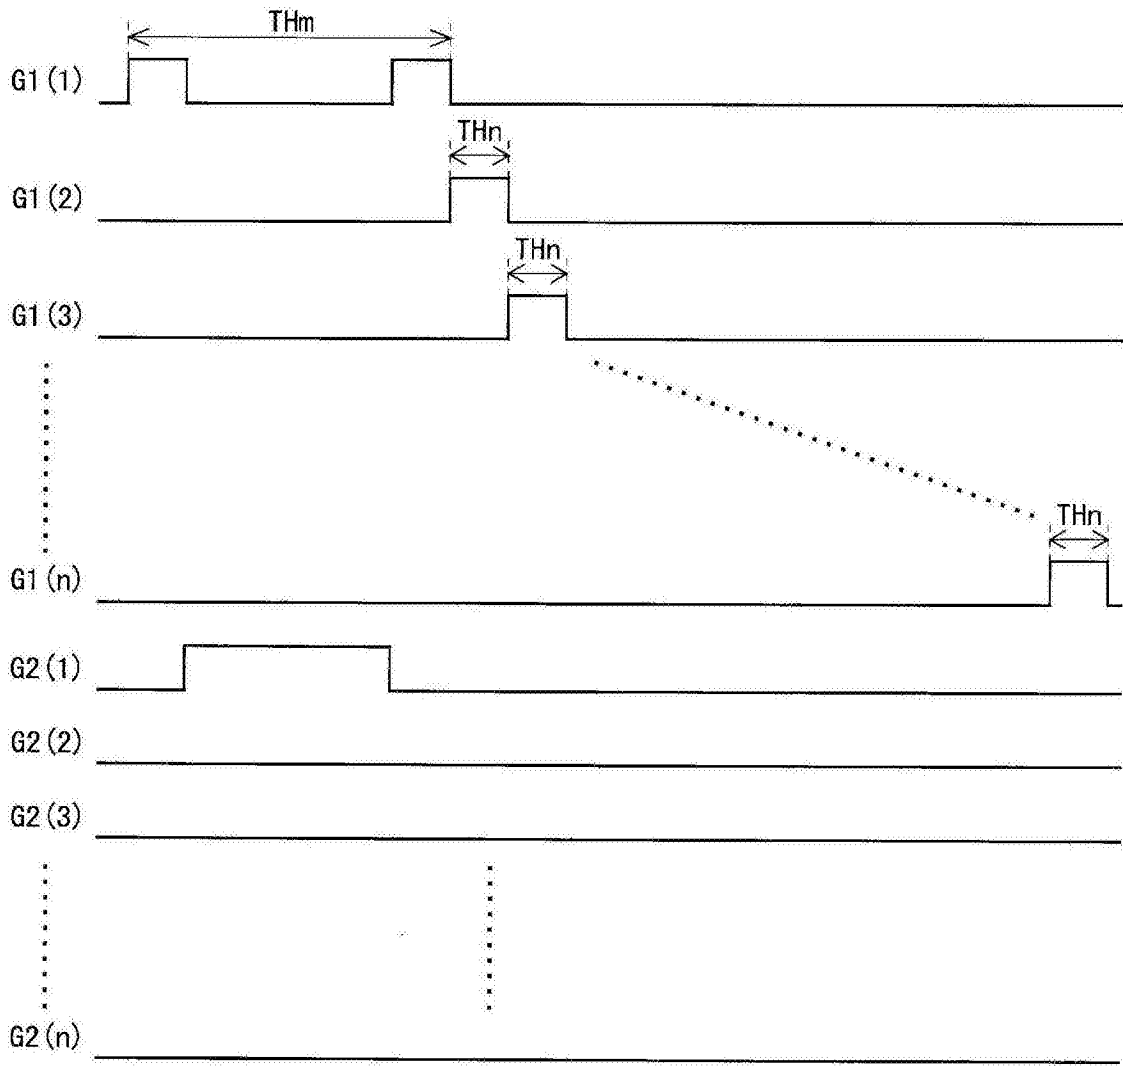 THm
G1(1)
THn
G1(2)
THn
G1(3)
THn
G1(n)
G2(1)
G2(2)
G2(3)
G2(n)